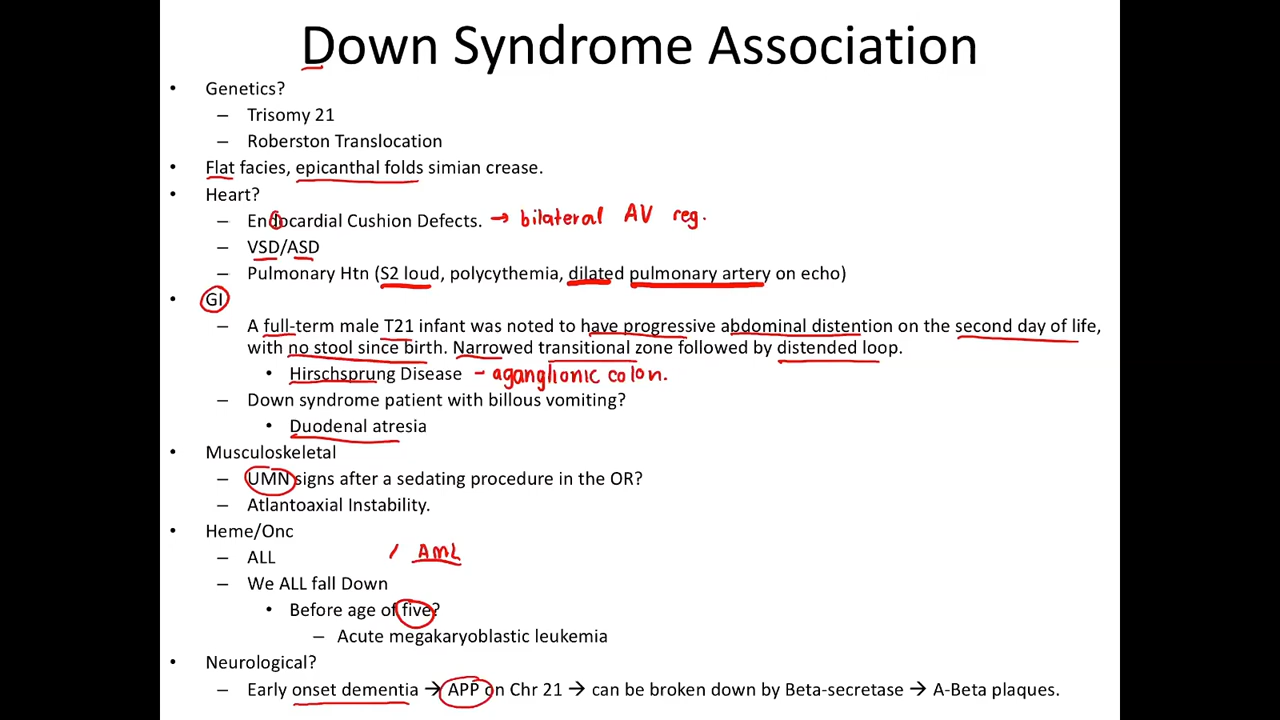 Down Syndrome Association
• Genetics?
– Trisomy 21
– Roberston Translocation
• Flat facies, epicanthal folds simian crease.
• Heart?
– Endocardial Cushion Defects. → bilateral AV reg.
– VSD/ASD
– Pulmonary Htn (S2 loud, polycythemia, dilated pulmonary artery on echo)
• GI
– A full-term male T21 infant was noted to have progressive abdominal distention on the second day of life,
with no stool since birth. Narrowed transitional zone followed by distended loop.
• Hirschsprung Disease - aganglionic colon.
– Down syndrome patient with billous vomiting?
• Duodenal atresia
• Musculoskeletal
– UMN signs after a sedating procedure in the OR?
– Atlantoaxial Instability.
• Heme/Onc
– ALL / AML
– We ALL fall Down
• Before age of five?
– Acute megakaryoblastic leukemia
• Neurological?
– Early onset dementia → APP on Chr 21 → can be broken down by Beta-secretase → A-Beta plaques.